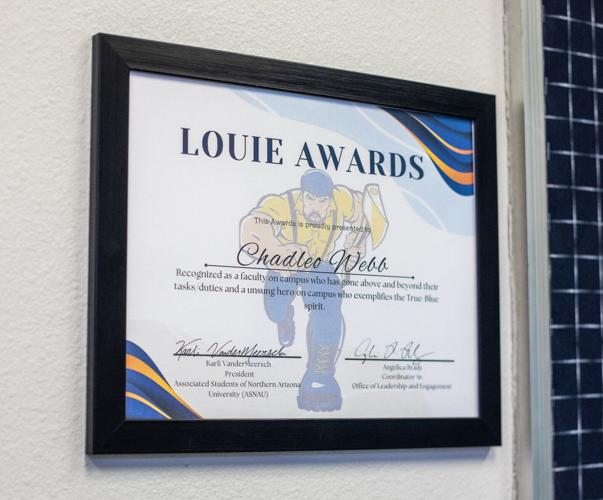 LOUIE AWARDS
This Awards is proudly presented to
Chadleo Webb
Recognized as a faculty on campus who has gone above and beyond their
tasks/duties and a unsung hero on campus who exemplifies the True-Blue
spirit.
Karli VanderMeersch
Karli VanderMeersch
President
Associated Students of Northern Arizona
University (ASNAU)
Angelica Brady
Coordinator Sr.
Office of Leadership and Engagement